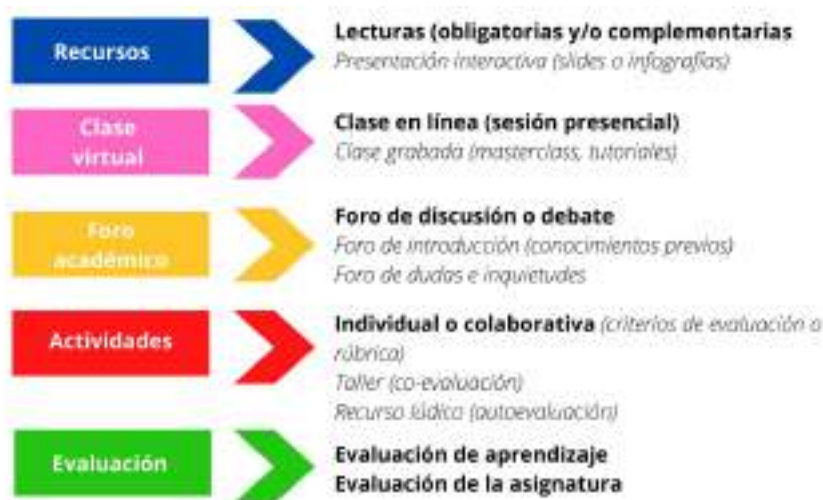 Recursos
Lecturas (obligatorias y/o complementarias
Presentación interactiva (slides o infografías)
Clase
virtual
Clase en línea (sesión presencial)
Clase grabada (masterclass, tutoriales)
Foro
académico
Foro de discusión o debate
Foro de introducción (conocimientos previos)
Foro de dudas e inquietudes
Actividades
Individual o colaborativa (criterios de evaluación o
rúbrica)
Taller (co-evaluación)
Recurso lúdico (autoevaluación)
Evaluación
Evaluación de aprendizaje
Evaluación de la asignatura